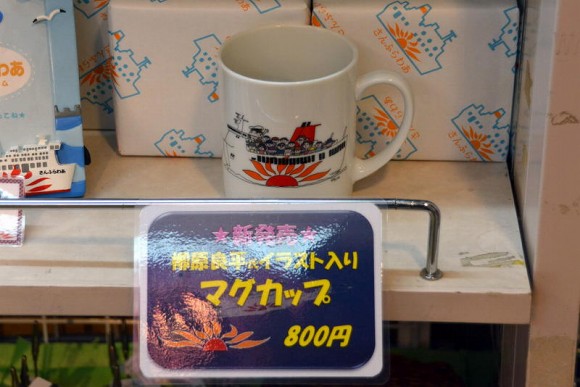 さんふらわあ
★新発売★
柳原良平氏イラスト入り
マグカップ
800円